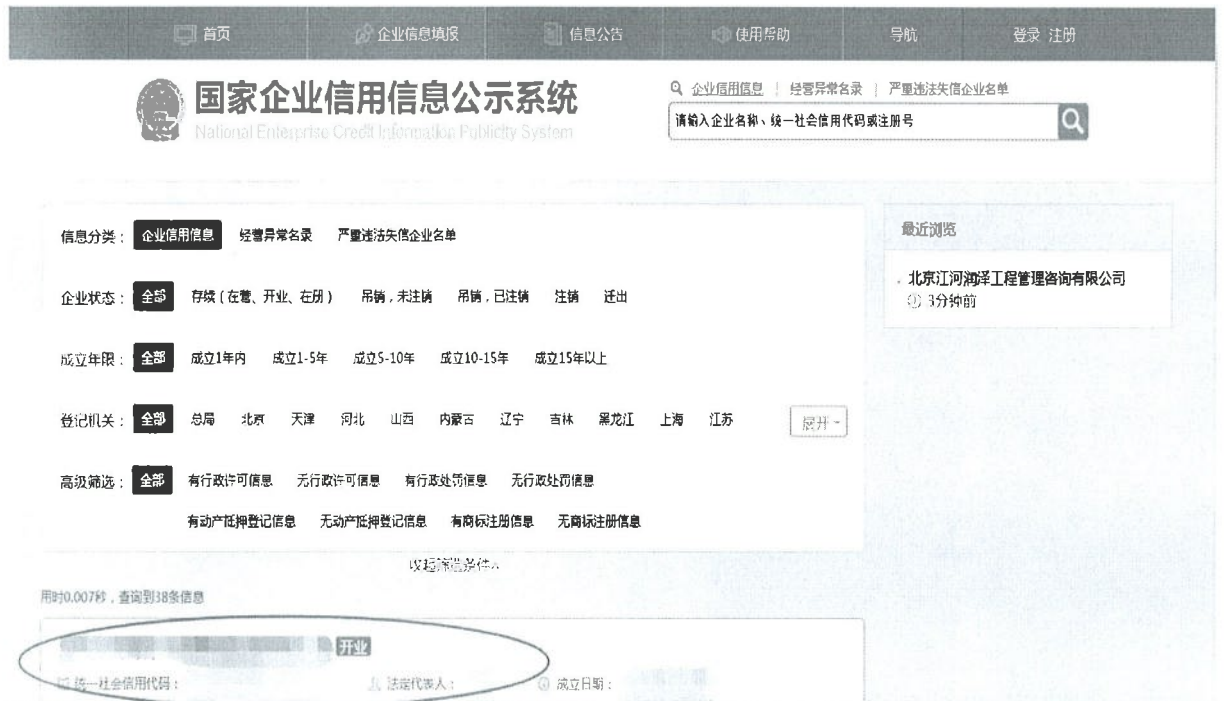 首页 企业信息填报 信息公告 使用帮助 导航 登录 注册
国家企业信用信息公示系统
National Enterprise Credit Information Publicity System
企业信用信息 | 经营异常名录 | 严重违法失信企业名单
请输入企业名称、统一社会信用代码或注册号
信息分类： 企业信用信息 经营异常名录 严重违法失信企业名单
企业状态： 全部 存续（在营、开业、在册） 吊销，未注销 吊销，已注销 注销 迁出
成立年限： 全部 成立1年内 成立1-5年 成立5-10年 成立10-15年 成立15年以上
登记机关： 全部 总局 北京 天津 河北 山西 内蒙古 辽宁 吉林 黑龙江 上海 江苏 展开
高级筛选： 全部 有行政许可信息 无行政许可信息 有行政处罚信息 无行政处罚信息
有动产抵押登记信息 无动产抵押登记信息 有商标注册信息 无商标注册信息
收起筛选条件
最近浏览
北京江河润泽工程管理咨询有限公司
3分钟前
用时0.007秒，查询到38条信息
开业
统一社会信用代码： 法定代表人： 成立日期：